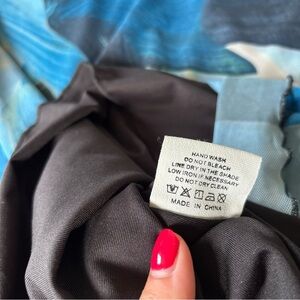 HAND WASH
DO NOT BLEACH
LINE DRY IN THE SHADE
LOW IRON IF NECESSARY
DO NOT DRY CLEAN
MADE IN CHINA